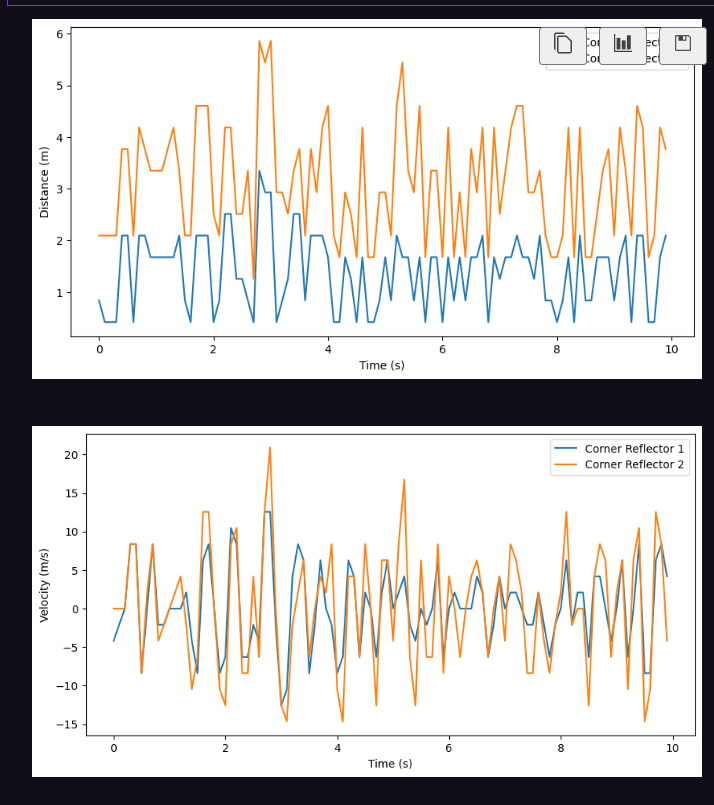 6
5
4
3
2
1
Distance (m)
0 2 4 6 8 10
Time (s)
20
15
10
5
0
−5
−10
−15
Velocity (m/s)
Corner Reflector 1
Corner Reflector 2
0 2 4 6 8 10
Time (s)